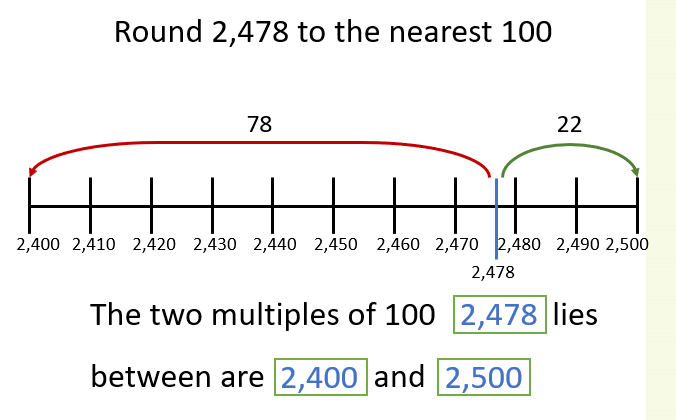 Round 2,478 to the nearest 100
78 22
2,400 2,410 2,420 2,430 2,440 2,450 2,460 2,470 2,480 2,490 2,500
2,478
The two multiples of 100 2,478 lies
between are 2,400 and 2,500